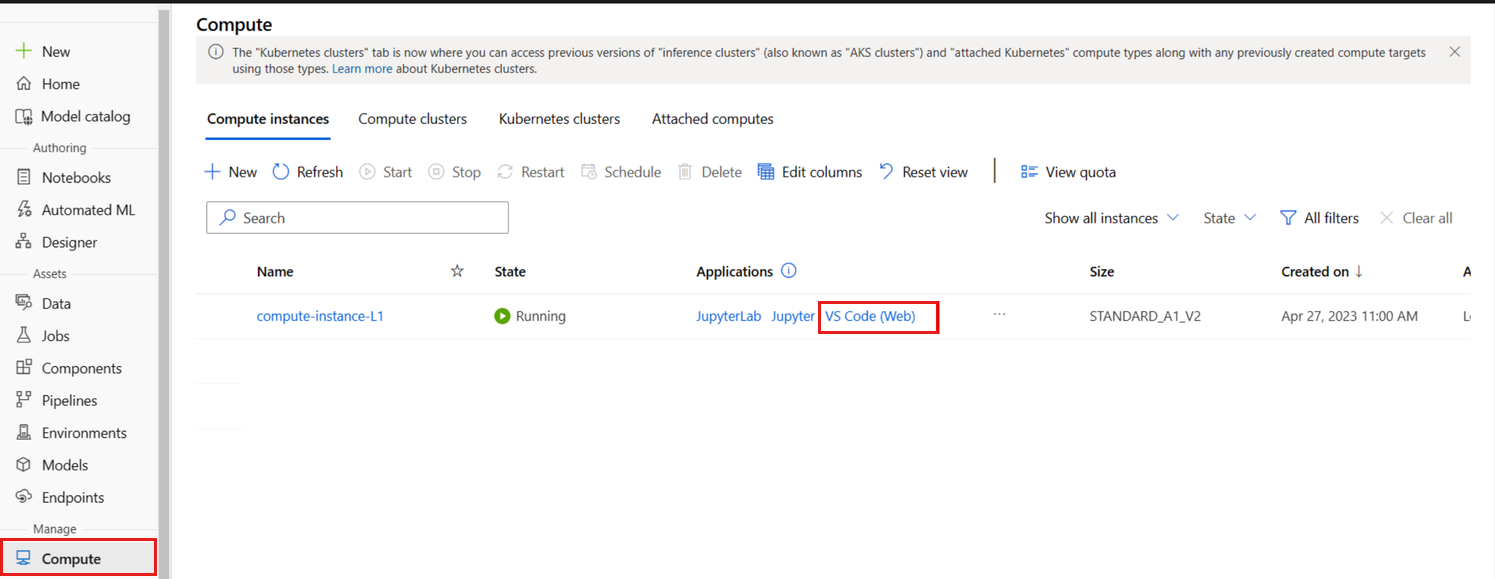 New
Home
Model catalog
Authoring
Notebooks
Automated ML
Designer
Assets
Data
Jobs
Components
Pipelines
Environments
Models
Endpoints
Manage
Compute
Compute
The "Kubernetes clusters" tab is now where you can access previous versions of "inference clusters" (also known as "AKS clusters") and "attached Kubernetes" compute types along with any previously created compute targets
using those types. Learn more about Kubernetes clusters.
Compute instances Compute clusters Kubernetes clusters Attached computes
New Refresh Start Stop Restart Schedule Delete Edit columns Reset view View quota
Search Show all instances State All filters Clear all
Name State Applications Size Created on A
compute-instance-L1 Running JupyterLab Jupyter VS Code (Web) ... STANDARD_A1_V2 Apr 27, 2023 11:00 AM